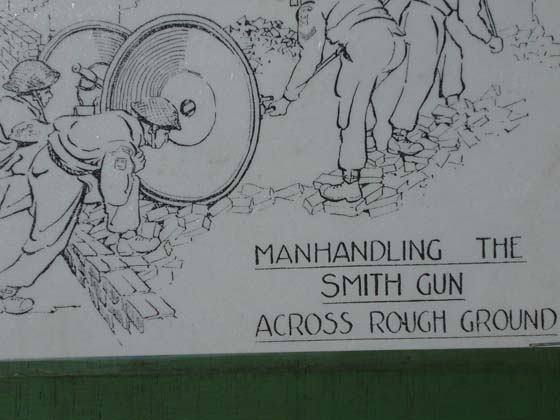 MANHANDLING THE
SMITH GUN
ACROSS ROUGH GROUND